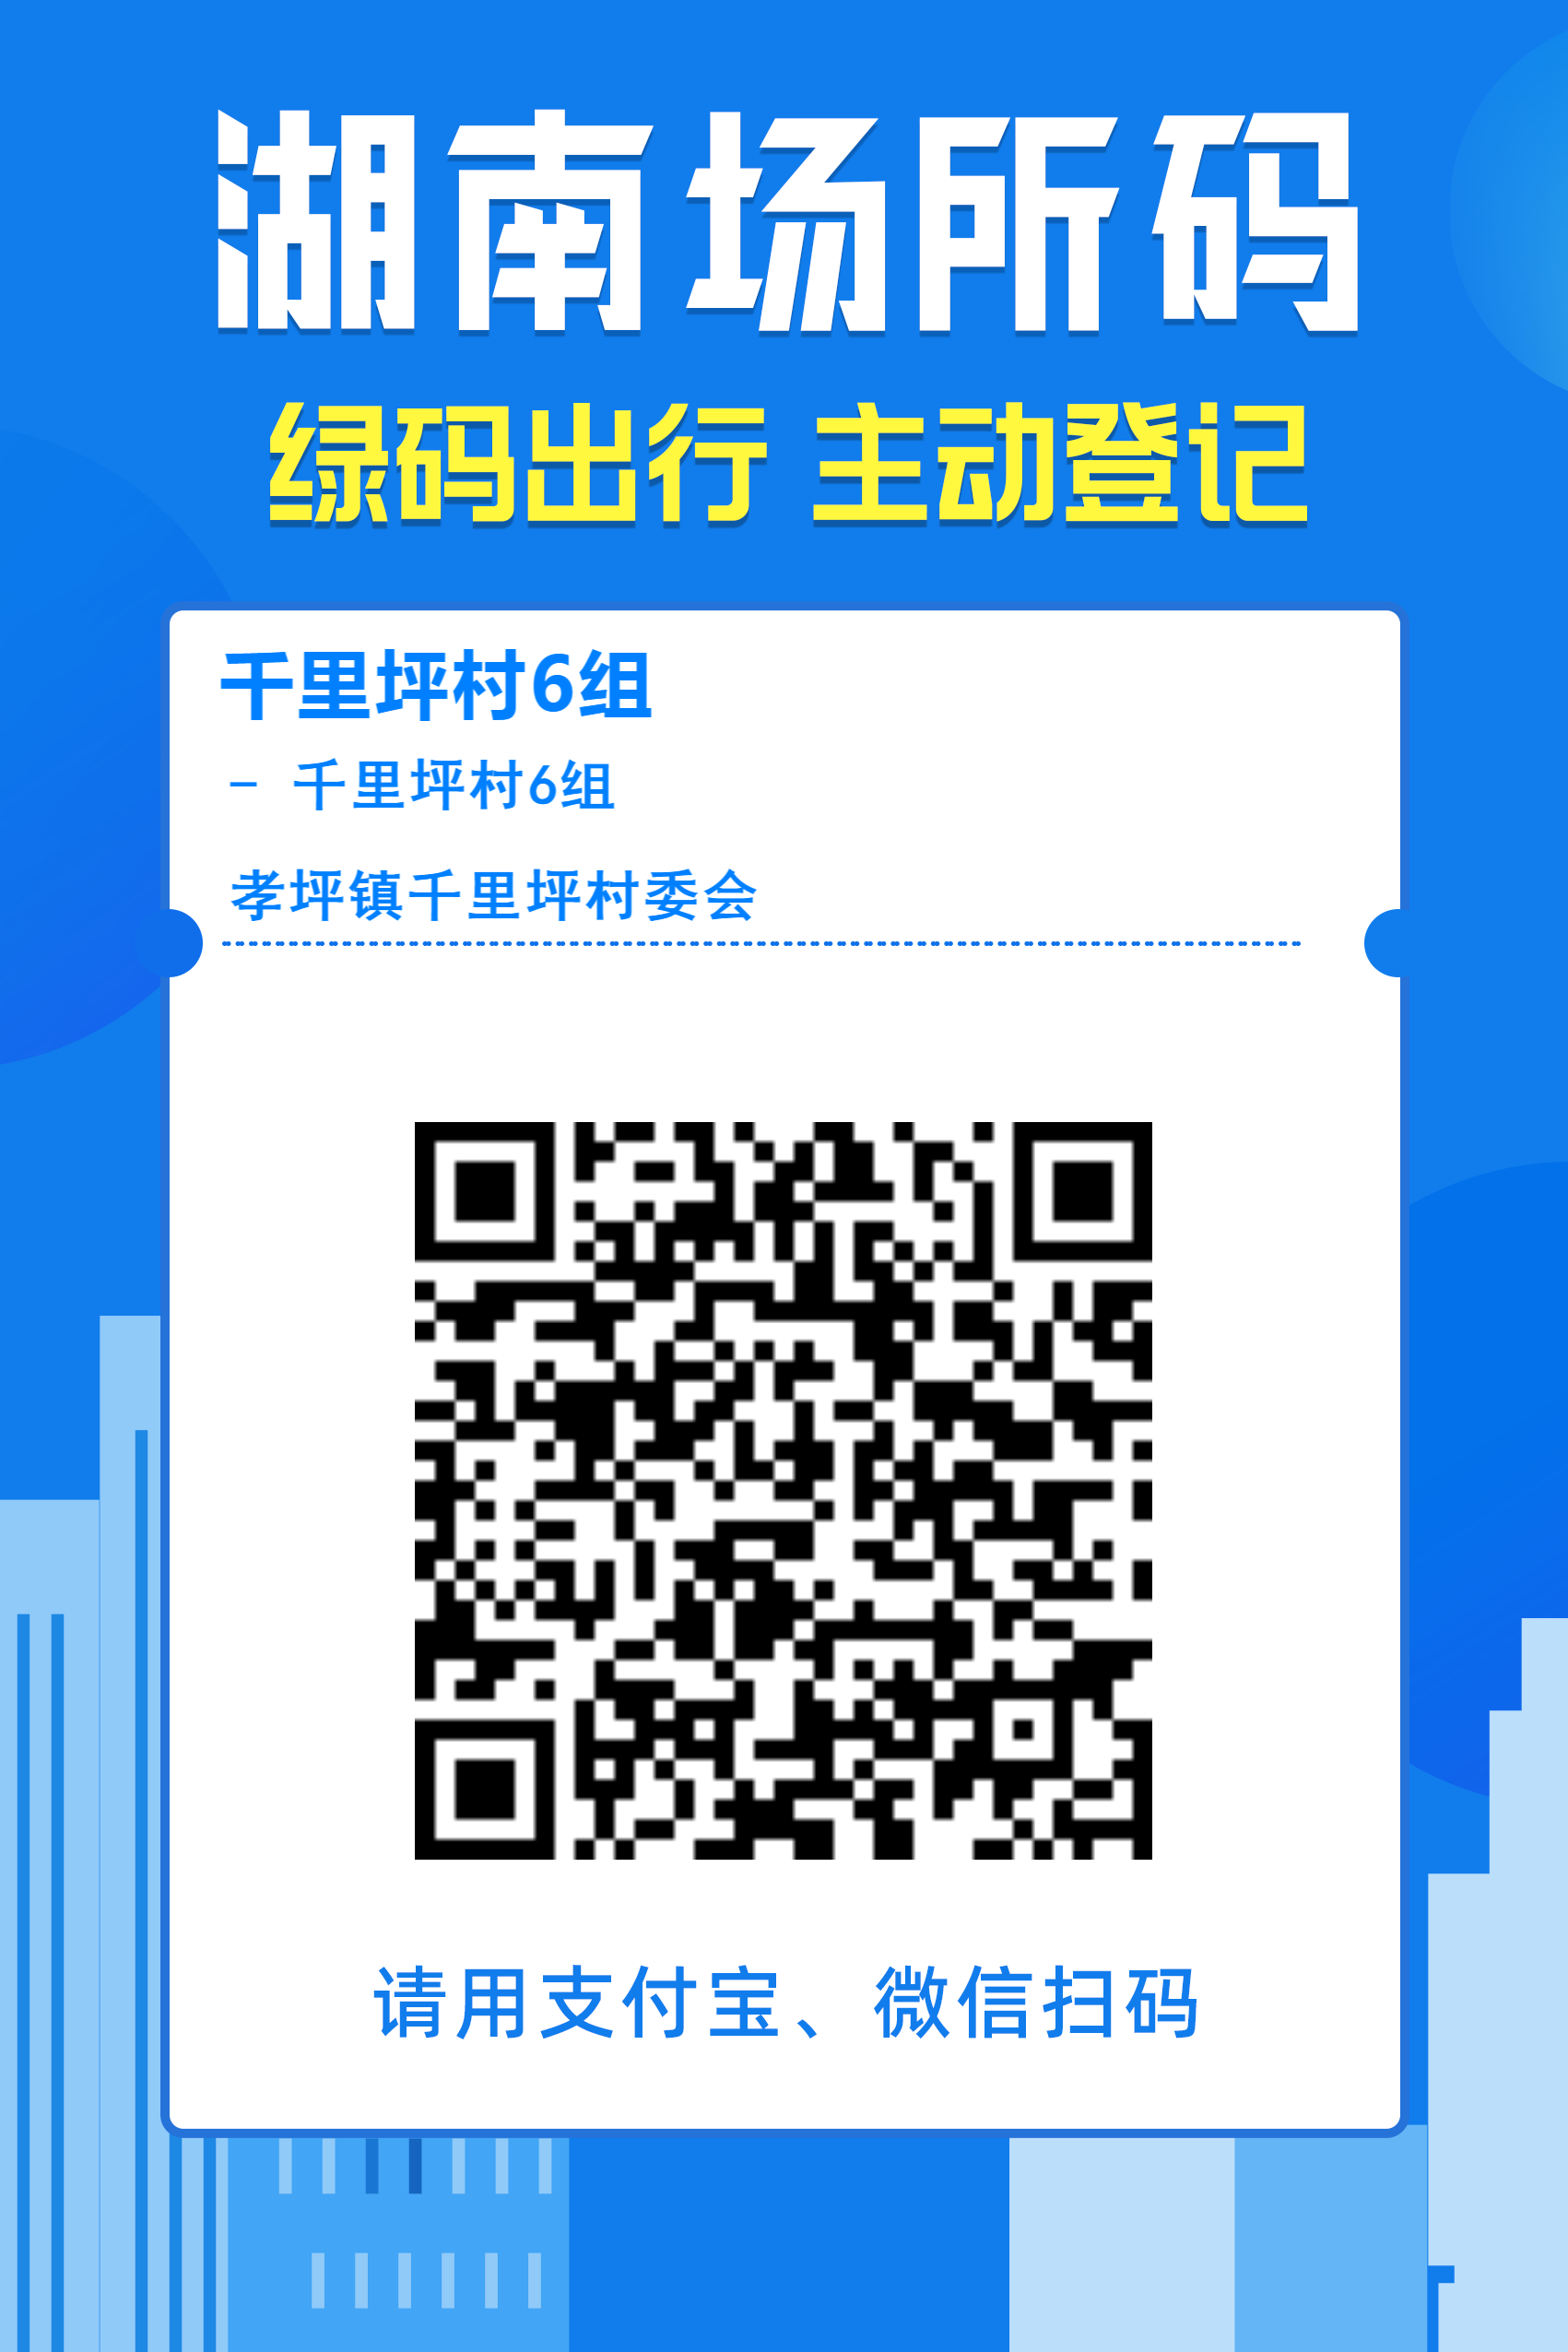 湖南场所码
绿码出行 主动登记
千里坪村6组
- 千里坪村6组
孝坪镇千里坪村委会
请用支付宝、微信扫码